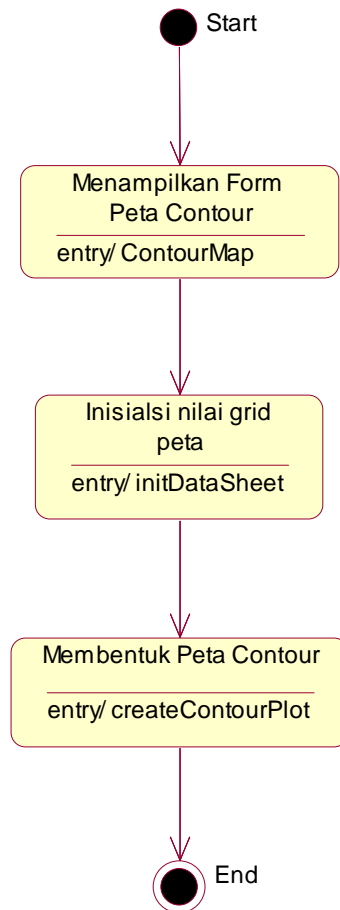 Start
Menampilkan Form
Peta Contour
entry/ ContourMap
Inisialsi nilai grid
peta
entry/ initDataSheet
Membentuk Peta Contour
entry/ createContourPlot
End